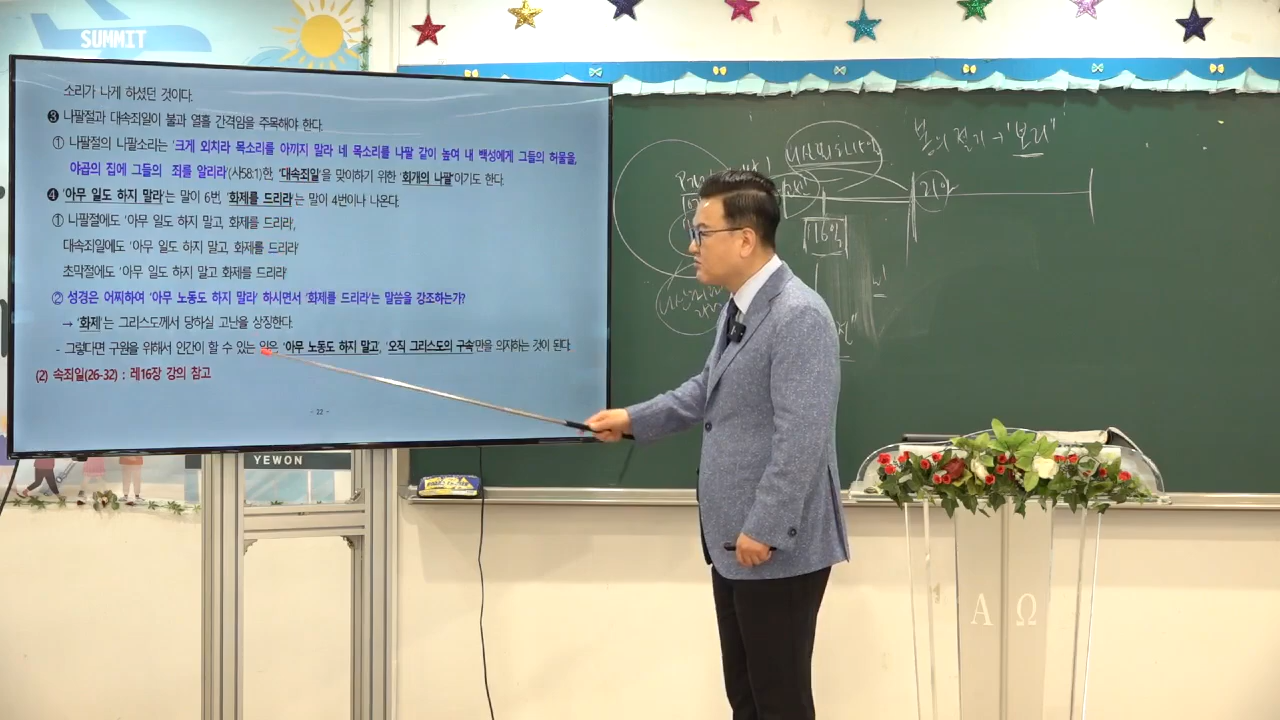 SUMMIT
소리가 나게 하셨던 것이다.
❸ 나팔절과 대속죄일이 불과 열흘 간격임을 주목해야 한다.
① 나팔절의 나팔소리는 '크게 외치라 목소리를 아끼지 말라 네 목소리를 나팔 같이 높여 내 백성에게 그들의 허물을,
야곱의 집에 그들의 죄를 알리라'(사58:1)한, '대속죄일'을 맞이하기 위한 '회개의 나팔'이기도 한다.
❹ '아무 일도 하지 말라'는 말이 6번, '화제를 드리라'는 말이 4번이나 나온다.
① 나팔절에도 '아무 일도 하지 말고, 화제를 드리라',
대속죄일에도 '아무 일도 하지 말고, 화제를 드리라'
초막절에도 '아무 일도 하지 말고 화제를 드리라'
② 성경은 어찌하여 '아무 노동도 하지 말라' 하시면서 '화제를 드리라'는 말씀을 강조하는가?
→ '화제'는 그리스도께서 당하실 고난을 상징한다.
- 그렇다면 구원을 위해서 인간이 할 수 있는 일은 '아무 노동도 하지 말고, '오직 그리스도의 구속'만을 의지하는 것이 된다.
(2) 속죄일(26-32) : 레16장 강의 참고
- 22 -
YEWON
봄의 절기 → "보리"
16일
Α Ω